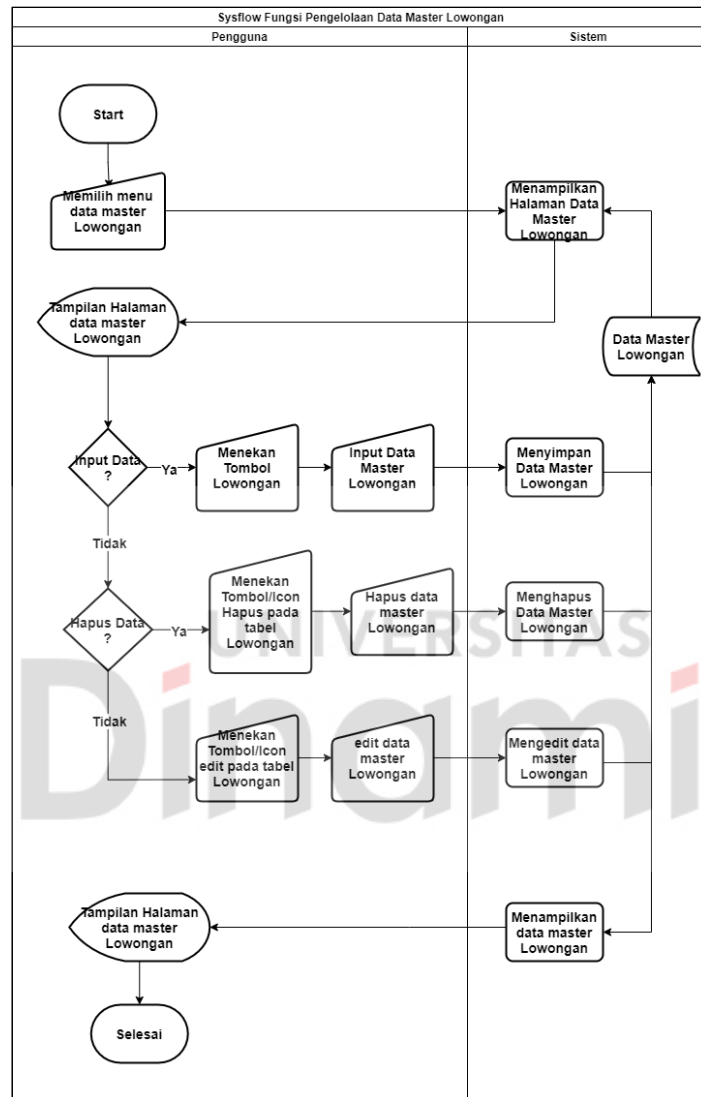 Sysflow Fungsi Pengelolaan Data Master Lowongan
Pengguna
Sistem
Start
Memilih menu
data master
Lowongan
Menampilkan
Halaman Data
Master
Lowongan
Tampilan Halaman
data master
Lowongan
Data Master
Lowongan
Input Data
?
Ya
Menekan
Tombol
Lowongan
Input Data
Master
Lowongan
Menyimpan
Data Master
Lowongan
Tidak
Hapus Data
?
Ya
Menekan
Tombol/Icon
Hapus pada
tabel
Lowongan
Hapus data
master
Lowongan
Menghapus
Data Master
Lowongan
UNIVERSITAS
Dinami
Tidak
Menekan
Tombol/Icon
edit pada tabel
Lowongan
edit data
master
Lowongan
Mengedit data
master
Lowongan
Tampilan Halaman
data master
Lowongan
Menampilkan
data master
Lowongan
Selesai